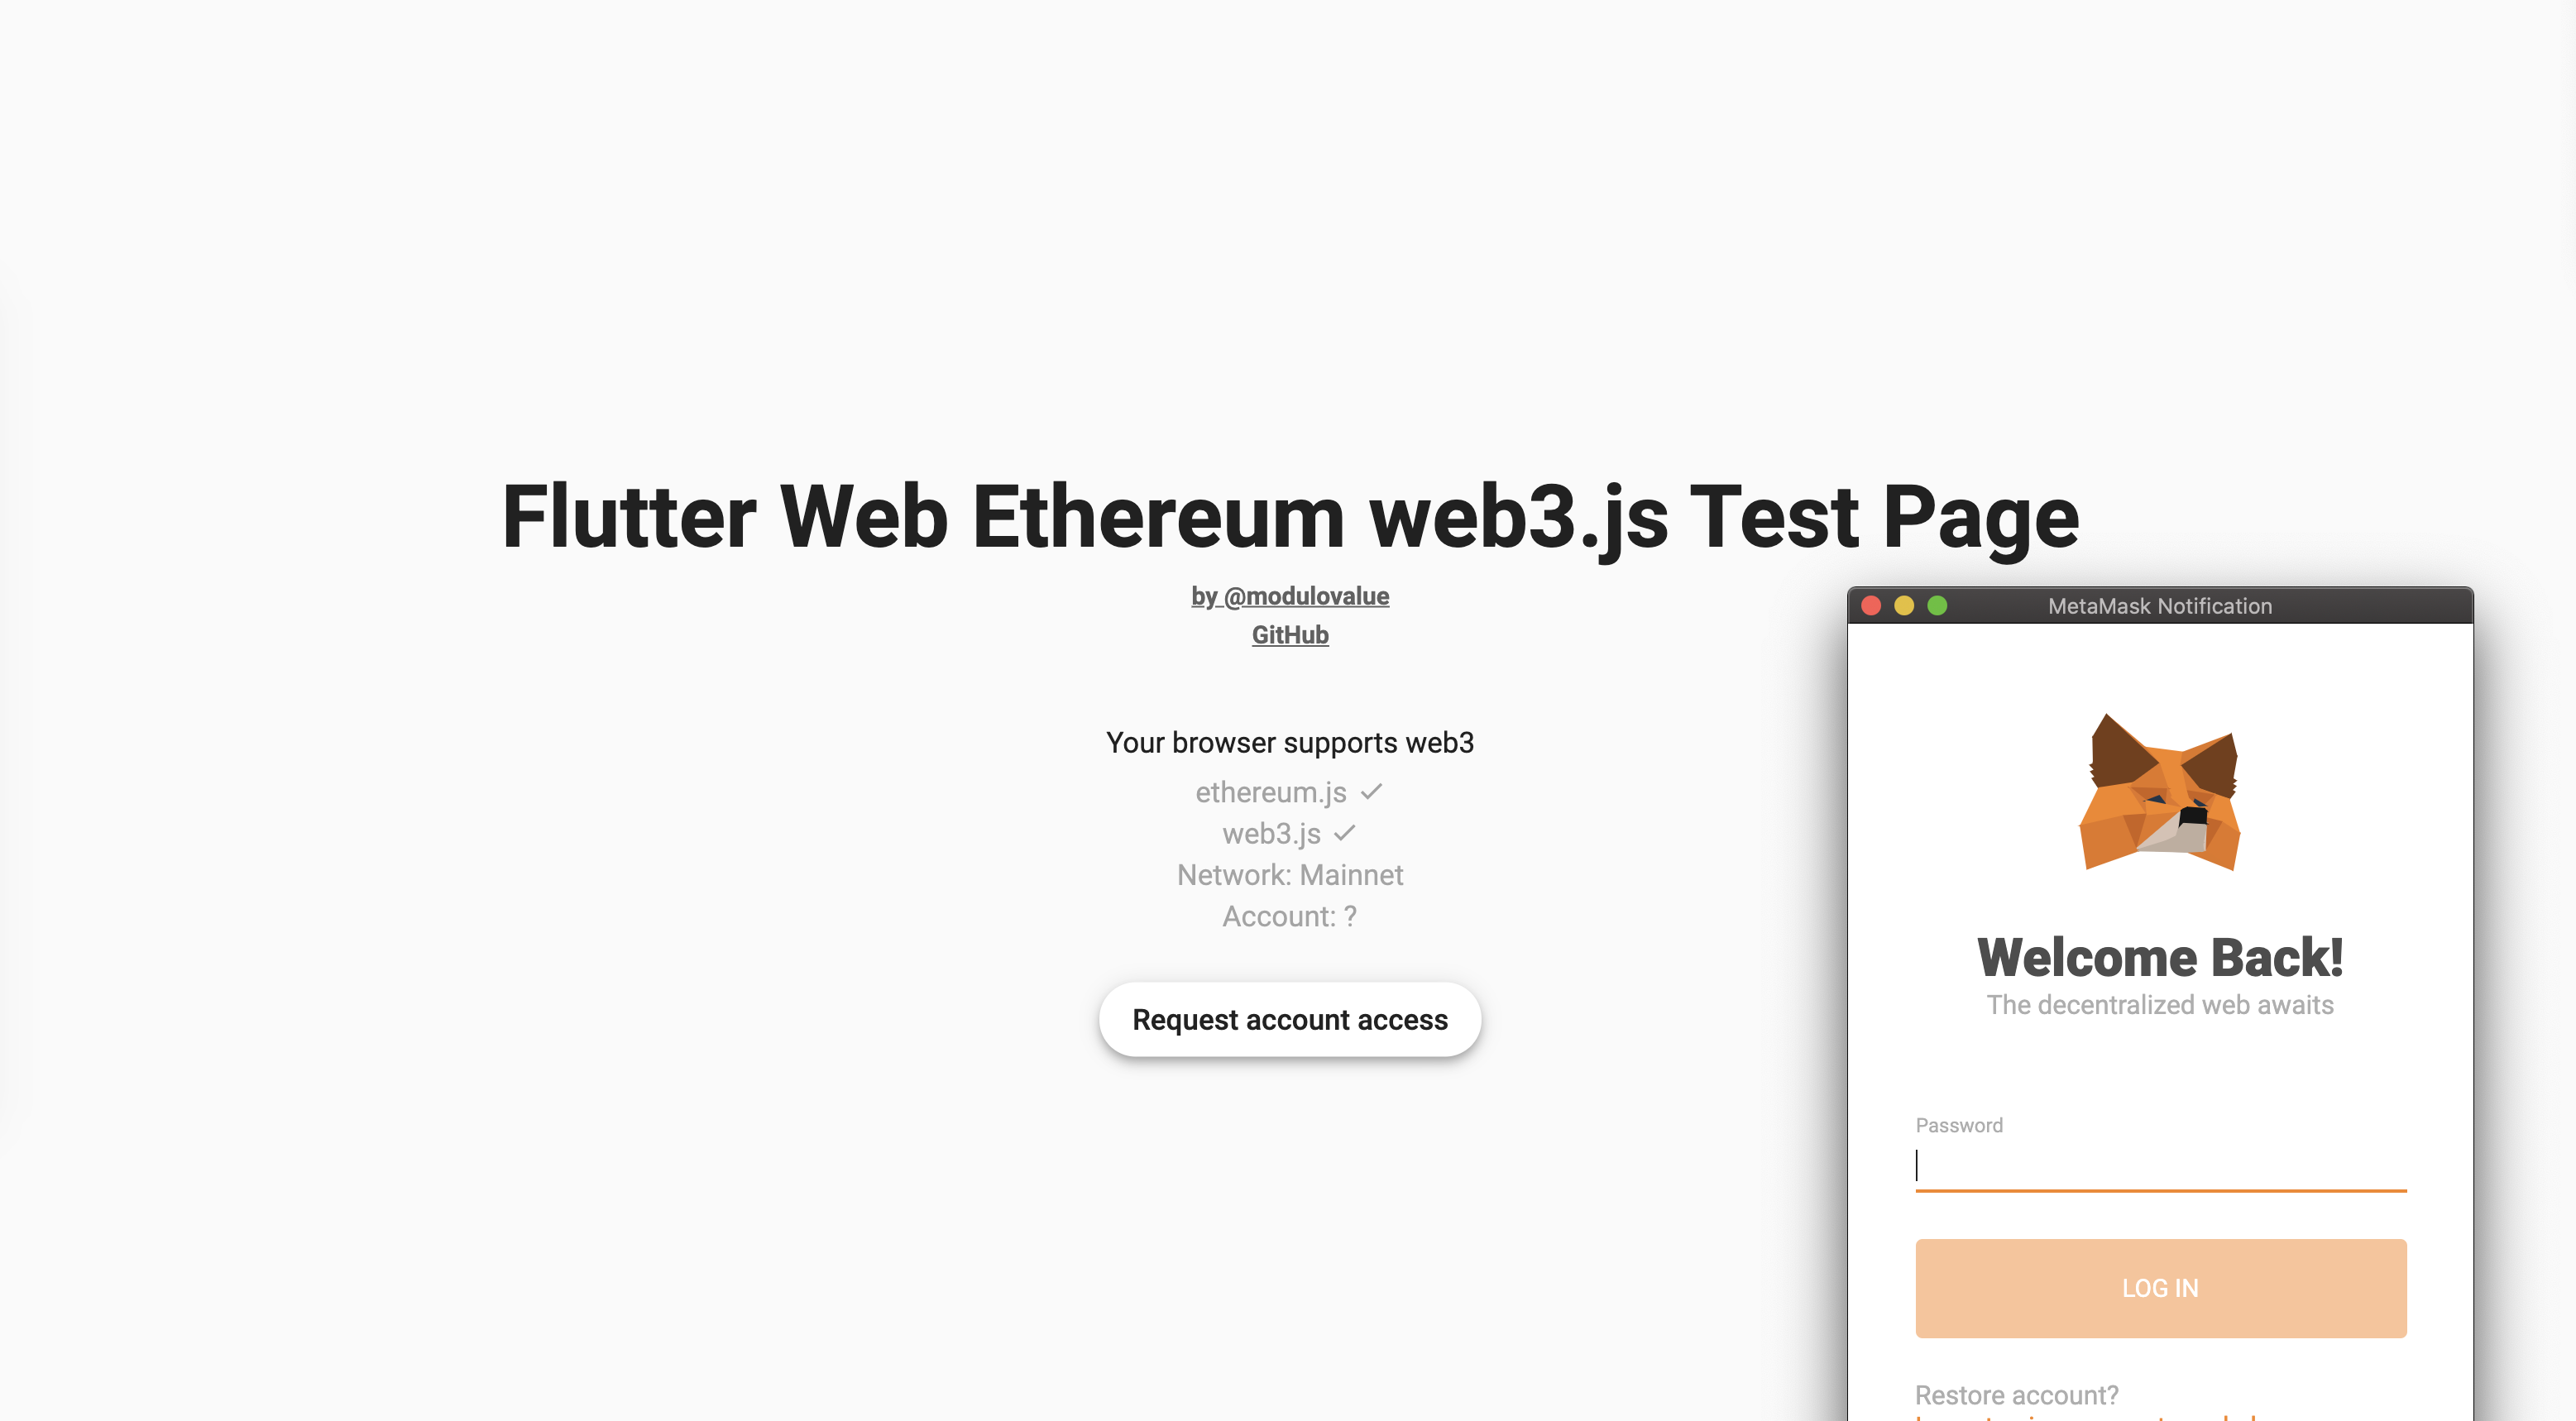 Flutter Web Ethereum web3.js Test Page
by @modulovalue
GitHub
Your browser supports web3
ethereum.js
web3.js
Network: Mainnet
Account: ?
Request account access
MetaMask Notification
Welcome Back!
The decentralized web awaits
Password
LOG IN
Restore account?